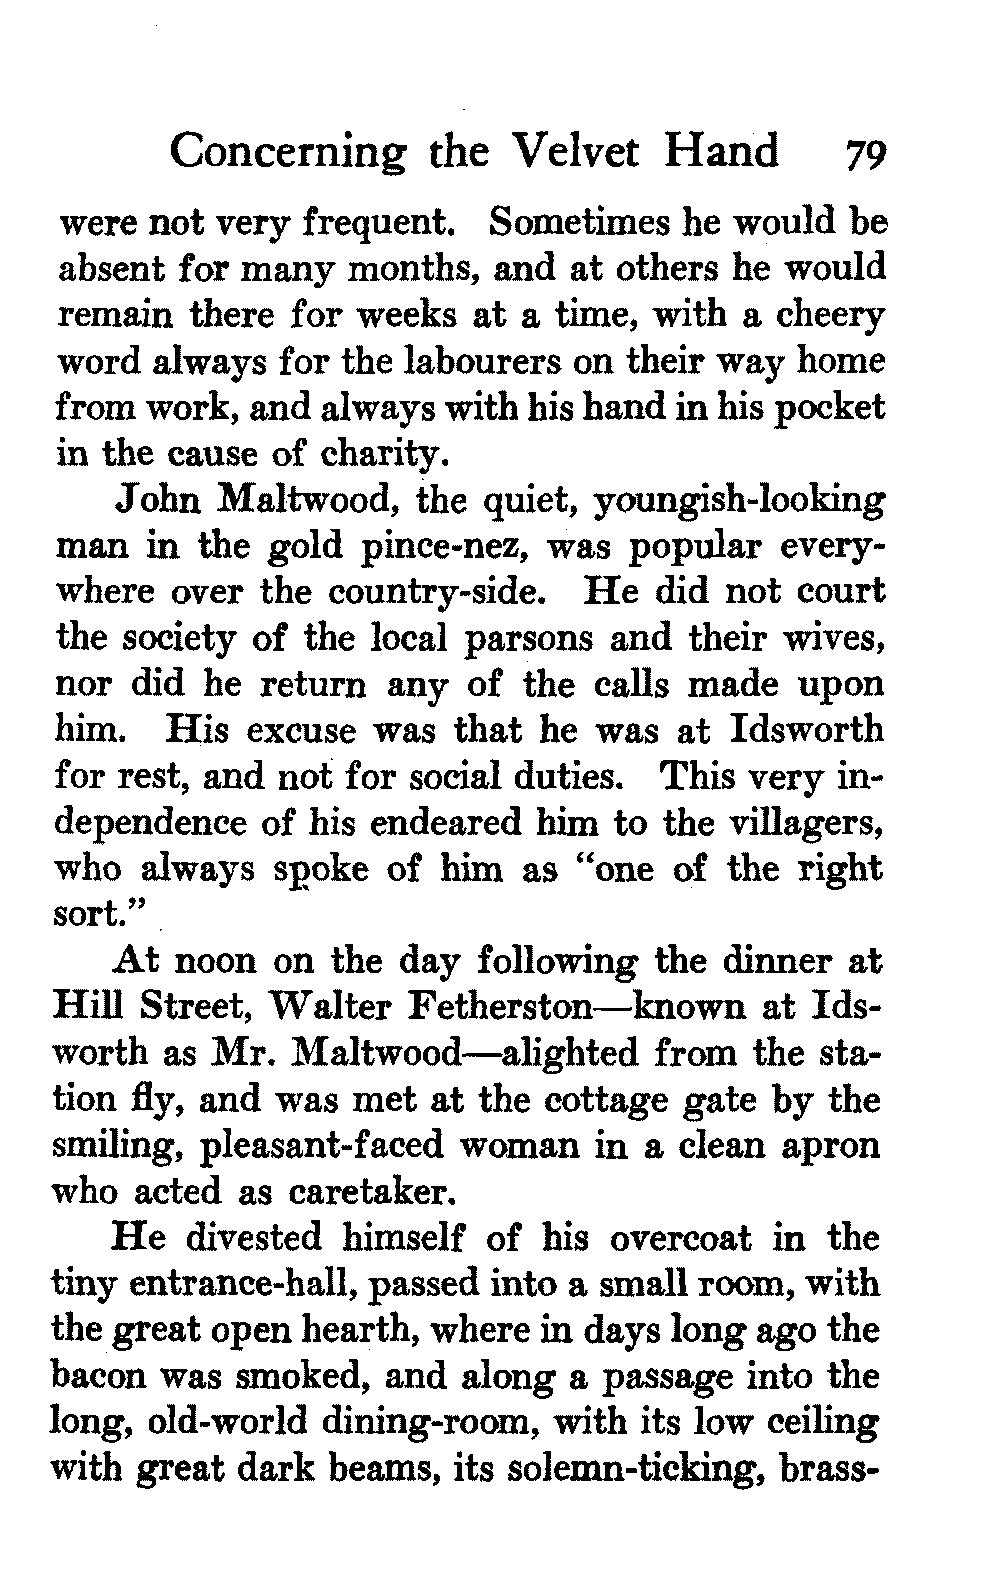 Concerning the Velvet Hand 79
were not very frequent. Sometimes he would be
absent for many months, and at others he would
remain there for weeks at a time, with a cheery
word always for the labourers on their way home
from work, and always with his hand in his pocket
in the cause of charity.
John Maltwood, the quiet, youngish-looking
man in the gold pince-nez, was popular every-
where over the country-side. He did not court
the society of the local parsons and their wives,
nor did he return any of the calls made upon
him. His excuse was that he was at Idsworth
for rest, and not for social duties. This very in-
dependence of his endeared him to the villagers,
who always spoke of him as “one of the right
sort.”
At noon on the day following the dinner at
Hill Street, Walter Fetherston—known at Ids-
worth as Mr. Maltwood—alighted from the sta-
tion fly, and was met at the cottage gate by the
smiling, pleasant-faced woman in a clean apron
who acted as caretaker.
He divested himself of his overcoat in the
tiny entrance-hall, passed into a small room, with
the great open hearth, where in days long ago the
bacon was smoked, and along a passage into the
long, old-world dining-room, with its low ceiling
with great dark beams, its solemn-ticking, brass-